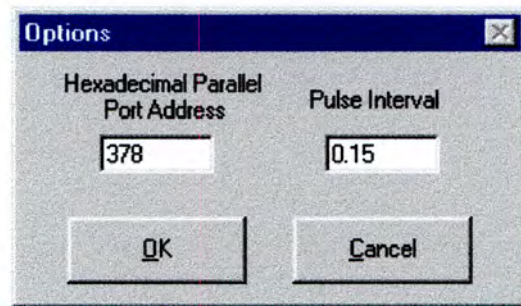 Options
Hexadecimal Parallel
Port Address
Pulse Interval
378
0.15
OK
Cancel